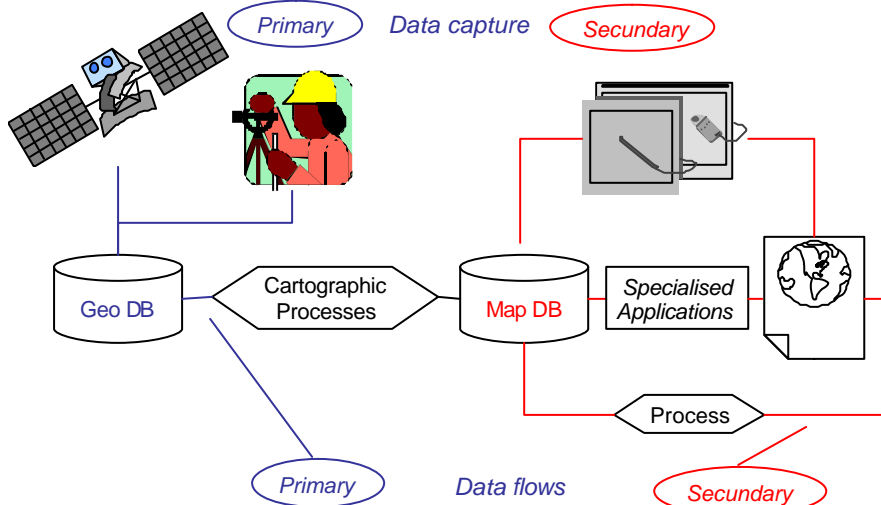 Primary Data capture Secundary
Geo DB
Cartographic
Processes
Map DB
Specialised
Applications
Process
Primary Data flows Secundary